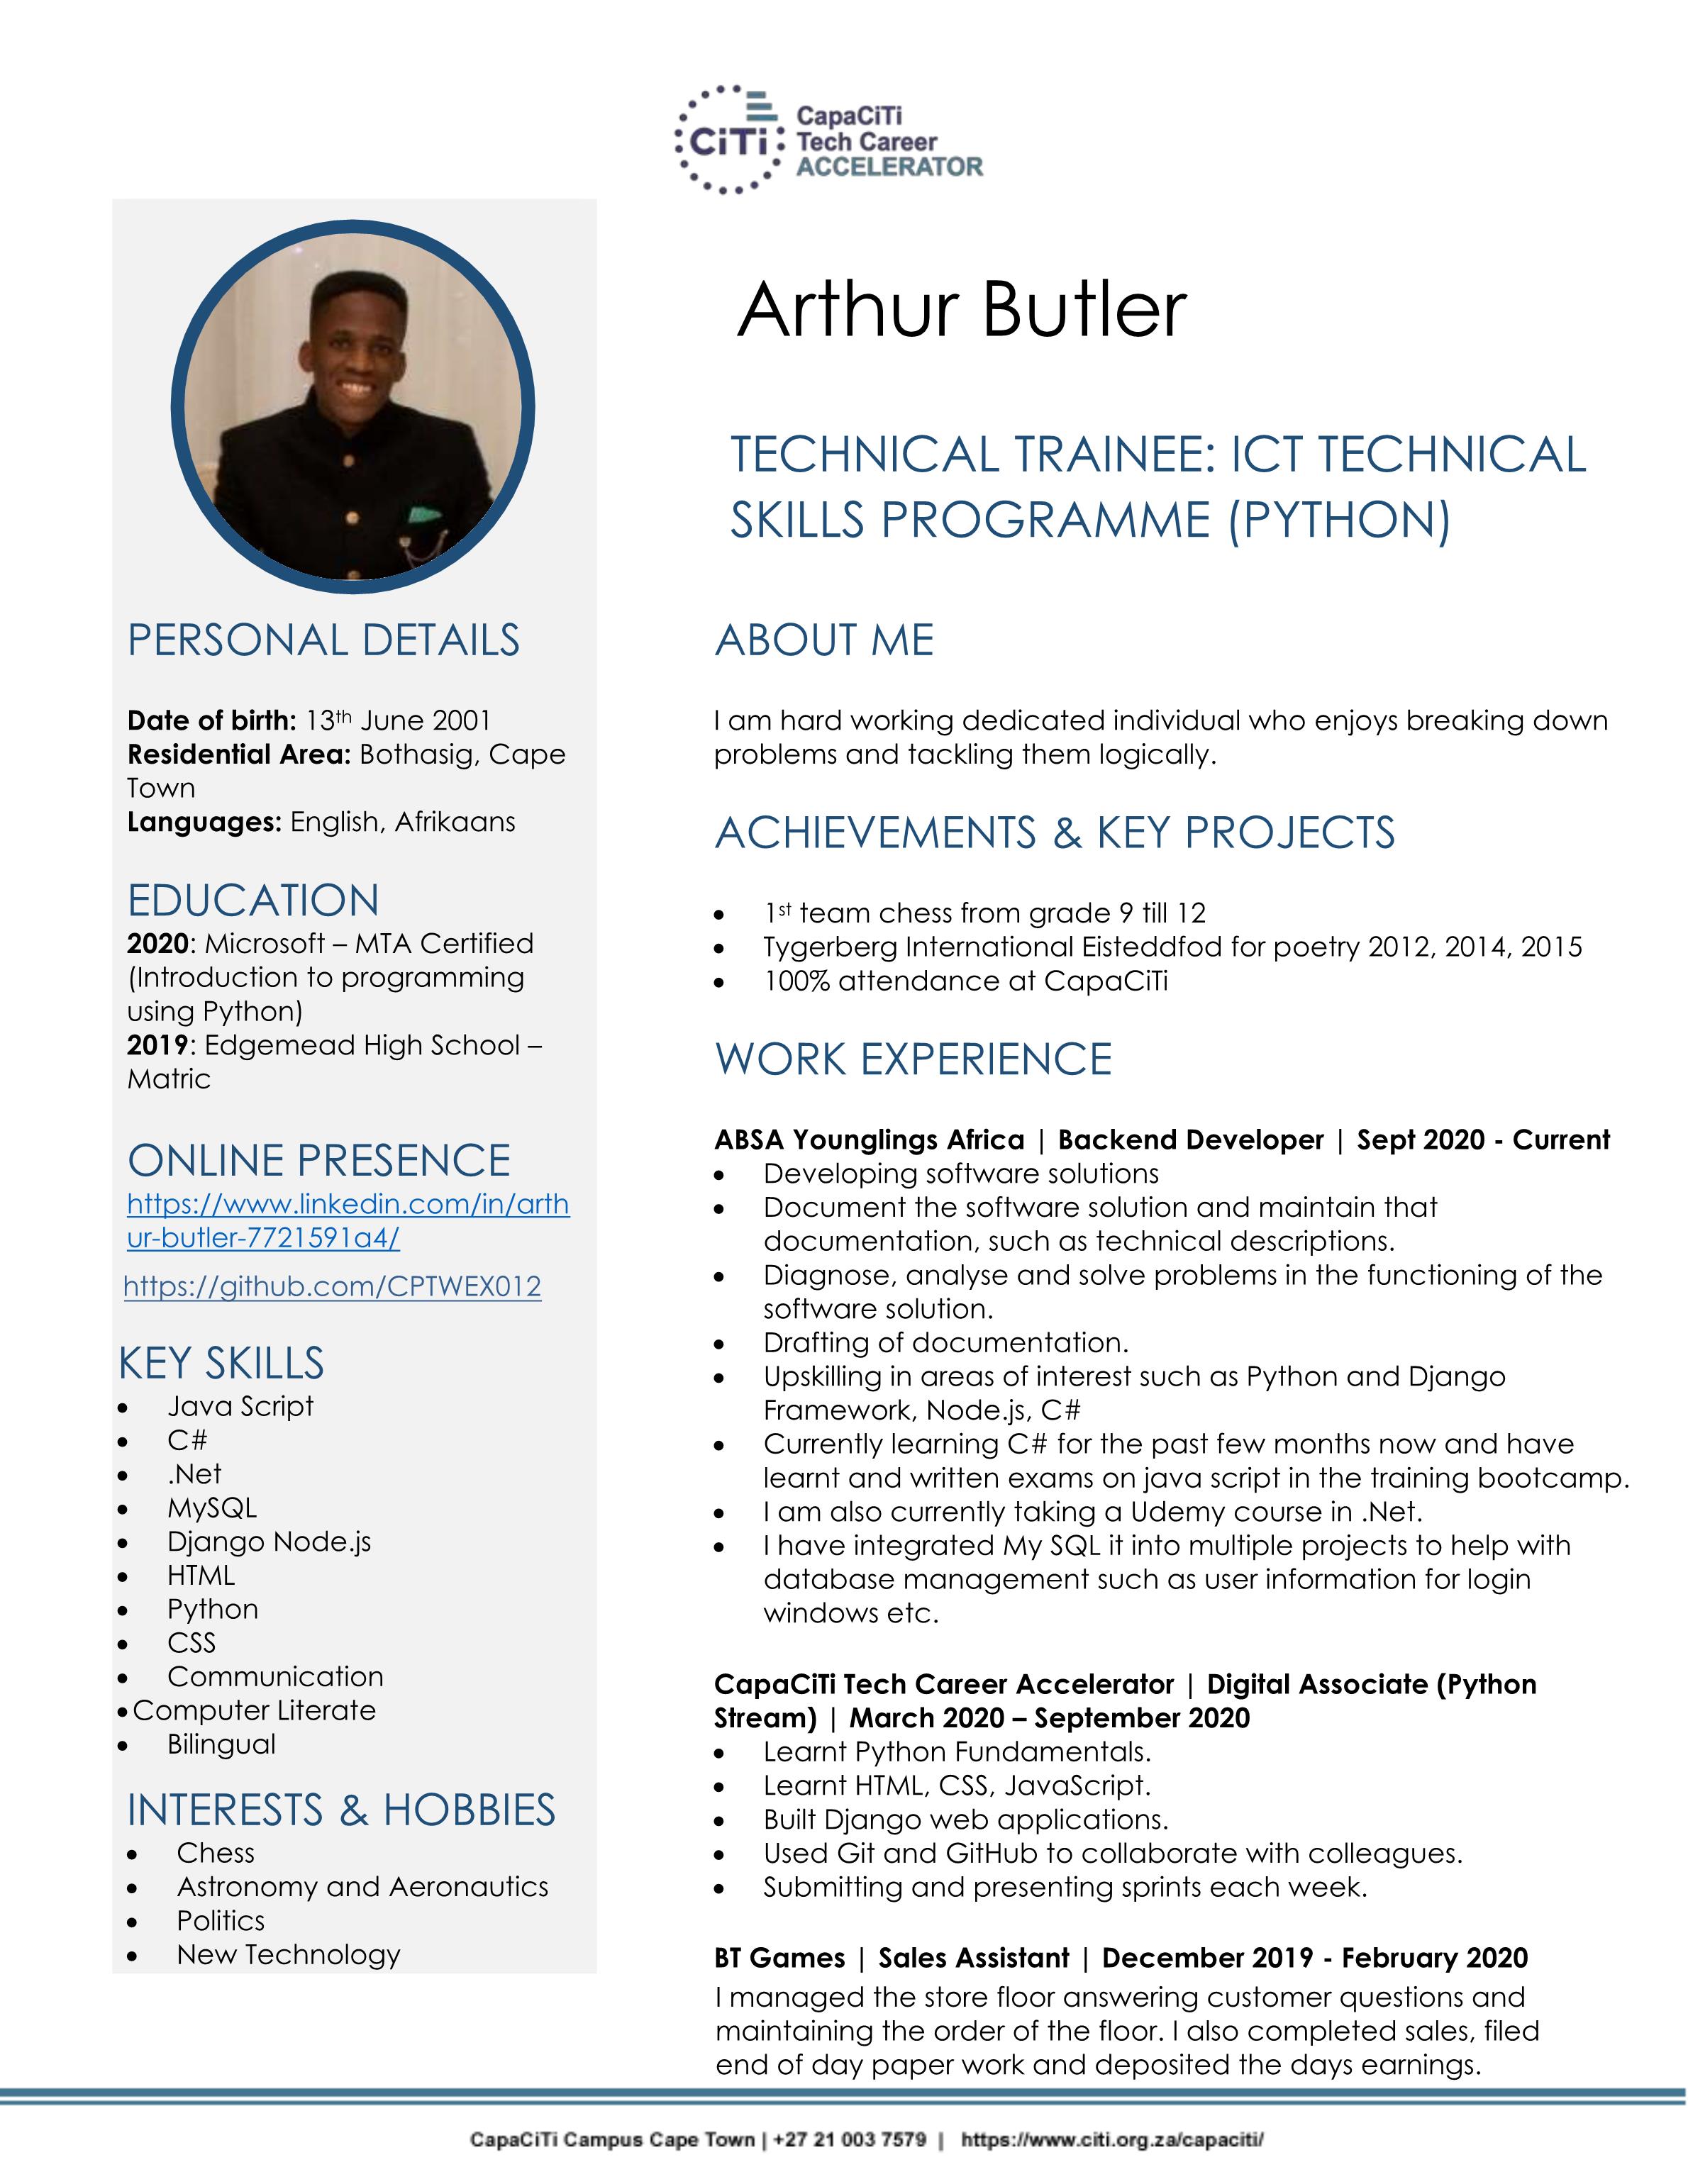 CiTi
CapaCiTi
Tech Career
ACCELERATOR
Arthur Butler
TECHNICAL TRAINEE: ICT TECHNICAL
SKILLS PROGRAMME (PYTHON)
PERSONAL DETAILS
Date of birth: 13th June 2001
Residential Area: Bothasig, Cape
Town
Languages: English, Afrikaans
EDUCATION
2020: Microsoft – MTA Certified
(Introduction to programming
using Python)
2019: Edgemead High School –
Matric
ONLINE PRESENCE
https://www.linkedin.com/in/arth
ur-butler-7721591a4/
https://github.com/CPTWEX012
KEY SKILLS
• Java Script
• C#
• .Net
• MySQL
• Django Node.js
• HTML
• Python
• CSS
• Communication
• Computer Literate
• Bilingual
INTERESTS & HOBBIES
• Chess
• Astronomy and Aeronautics
• Politics
• New Technology
ABOUT ME
I am hard working dedicated individual who enjoys breaking down
problems and tackling them logically.
ACHIEVEMENTS & KEY PROJECTS
• 1st team chess from grade 9 till 12
• Tygerberg International Eisteddfod for poetry 2012, 2014, 2015
• 100% attendance at CapaCiTi
WORK EXPERIENCE
ABSA Younglings Africa | Backend Developer | Sept 2020 - Current
• Developing software solutions
• Document the software solution and maintain that
documentation, such as technical descriptions.
• Diagnose, analyse and solve problems in the functioning of the
software solution.
• Drafting of documentation.
• Upskilling in areas of interest such as Python and Django
Framework, Node.js, C#
• Currently learning C# for the past few months now and have
learnt and written exams on java script in the training bootcamp.
• I am also currently taking a Udemy course in .Net.
• I have integrated My SQL it into multiple projects to help with
database management such as user information for login
windows etc.
CapaCiTi Tech Career Accelerator | Digital Associate (Python
Stream) | March 2020 – September 2020
• Learnt Python Fundamentals.
• Learnt HTML, CSS, JavaScript.
• Built Django web applications.
• Used Git and GitHub to collaborate with colleagues.
• Submitting and presenting sprints each week.
BT Games | Sales Assistant | December 2019 - February 2020
I managed the store floor answering customer questions and
maintaining the order of the floor. I also completed sales, filed
end of day paper work and deposited the days earnings.
CapaCiTi Campus Cape Town | +27 21 003 7579 | https://www.citi.org.za/capaciti/